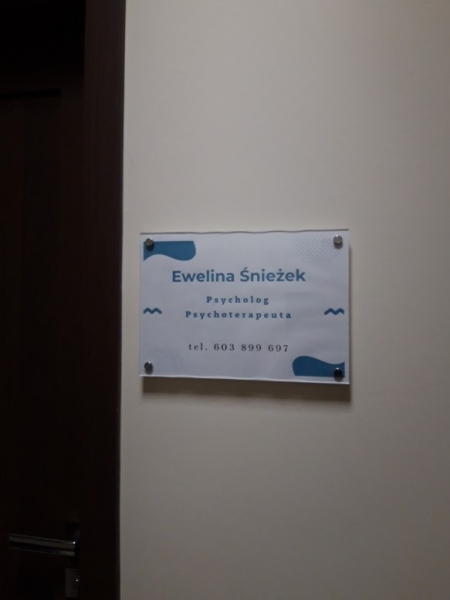 Ewelina Śnieżek
Psycholog
Psychoterapeuta
tel. 603 899 697